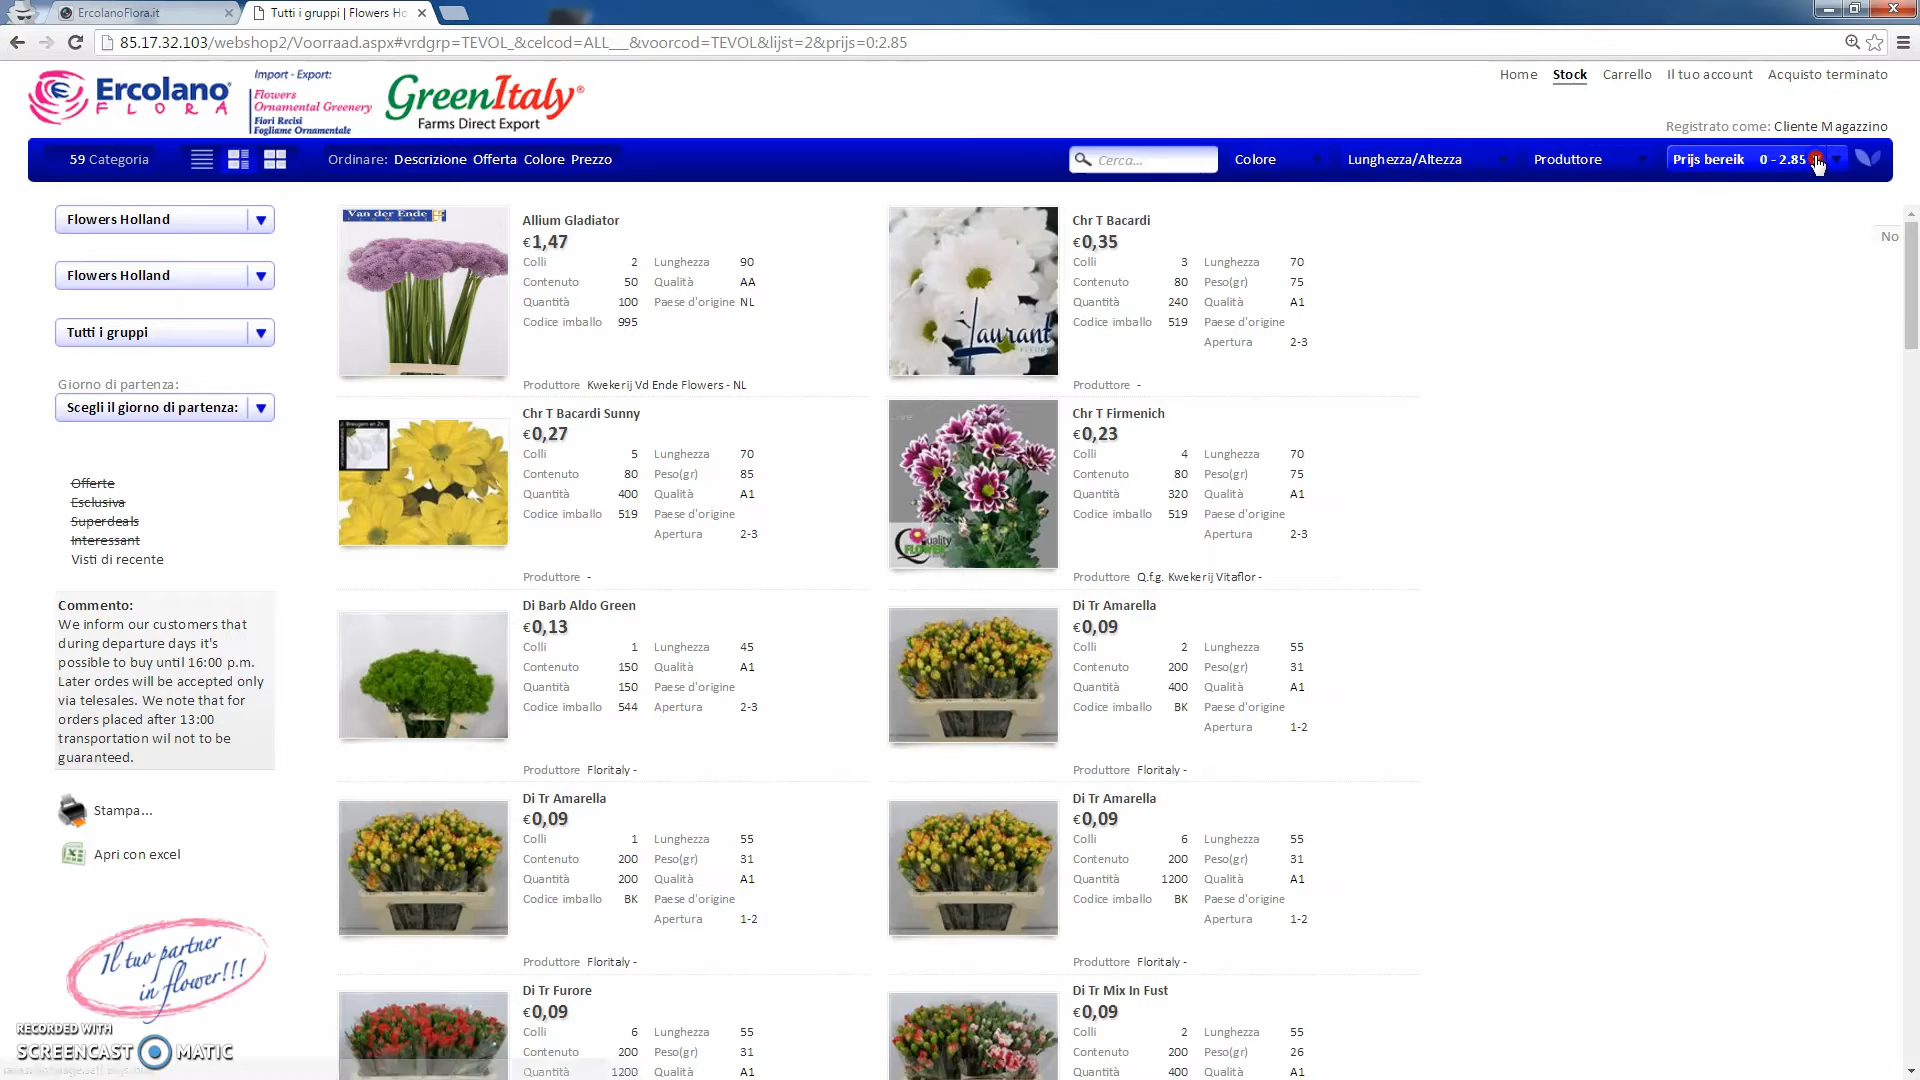 ErcolanoFlora.it
Tutti i gruppi | Flowers Ho
85.17.32.103/webshop2/Voorraad.aspx#vrdgrp=TEVOL_&celcod=ALL___&voorcod=TEVOL&lijst=2&prijs=0:2.85
Ercolano
FLORA
Import - Export:
Flowers
Ornamental Greenery
Fiori Recisi
Fogliame Ornamentale
GreenItaly®
Farms Direct Export
Home Stock Carrello Il tuo account Acquisto terminato
Registrato come: Cliente Magazzino
59 Categoria
Ordinare: Descrizione Offerta Colore Prezzo
Cerca...
Colore
Lunghezza/Altezza
Produttore
Prijs bereik 0 - 2.85
No
Flowers Holland
Flowers Holland
Tutti i gruppi
Giorno di partenza:
Scegli il giorno di partenza:
Offerte
Esclusiva
Superdeals
Interessant
Visti di recente
Commento:
We inform our customers that
during departure days it's
possible to buy until 16:00 p.m.
Later ordes will be accepted only
via telesales. We note that for
orders placed after 13:00
transportation wil not to be
guaranteed.
Stampa...
Apri con excel
Il tuo partner
in flower!!!
RECORDED WITH
SCREENCAST MATIC
Van der Ende
Allium Gladiator
€1,47
Colli 2 Lunghezza 90
Contenuto 50 Qualità AA
Quantità 100 Paese d'origine NL
Codice imballo 995
Produttore Kwekerij Vd Ende Flowers - NL
Laurant
Chr T Bacardi
€0,35
Colli 3 Lunghezza 70
Contenuto 80 Peso(gr) 75
Quantità 240 Qualità A1
Codice imballo 519 Paese d'origine
Apertura 2-3
Produttore -
Chr T Bacardi Sunny
€0,27
Colli 5 Lunghezza 70
Contenuto 80 Peso(gr) 85
Quantità 400 Qualità A1
Codice imballo 519 Paese d'origine
Apertura 2-3
Produttore -
Quality
FLOWER
Chr T Firmenich
€0,23
Colli 4 Lunghezza 70
Contenuto 80 Peso(gr) 75
Quantità 320 Qualità A1
Codice imballo 519 Paese d'origine
Apertura 2-3
Produttore Q.f.g. Kwekerij Vitaflor -
Di Barb Aldo Green
€0,13
Colli 1 Lunghezza 45
Contenuto 150 Qualità A1
Quantità 150 Paese d'origine
Codice imballo 544 Apertura 2-3
Produttore Floritaly -
Di Tr Amarella
€0,09
Colli 2 Lunghezza 55
Contenuto 200 Peso(gr) 31
Quantità 400 Qualità A1
Codice imballo BK Paese d'origine
Apertura 1-2
Produttore Floritaly -
Di Tr Amarella
€0,09
Colli 1 Lunghezza 55
Contenuto 200 Peso(gr) 31
Quantità 200 Qualità A1
Codice imballo BK Paese d'origine
Apertura 1-2
Produttore Floritaly -
Di Tr Amarella
€0,09
Colli 6 Lunghezza 55
Contenuto 200 Peso(gr) 31
Quantità 1200 Qualità A1
Codice imballo BK Paese d'origine
Apertura 1-2
Produttore Floritaly -
Di Tr Furore
€0,09
Colli 6 Lunghezza 55
Contenuto 200 Peso(gr) 31
Quantità 1200 Qualità A1
Di Tr Mix In Fust
€0,09
Colli 2 Lunghezza 55
Contenuto 200 Peso(gr) 26
Quantità 400 Qualità A1